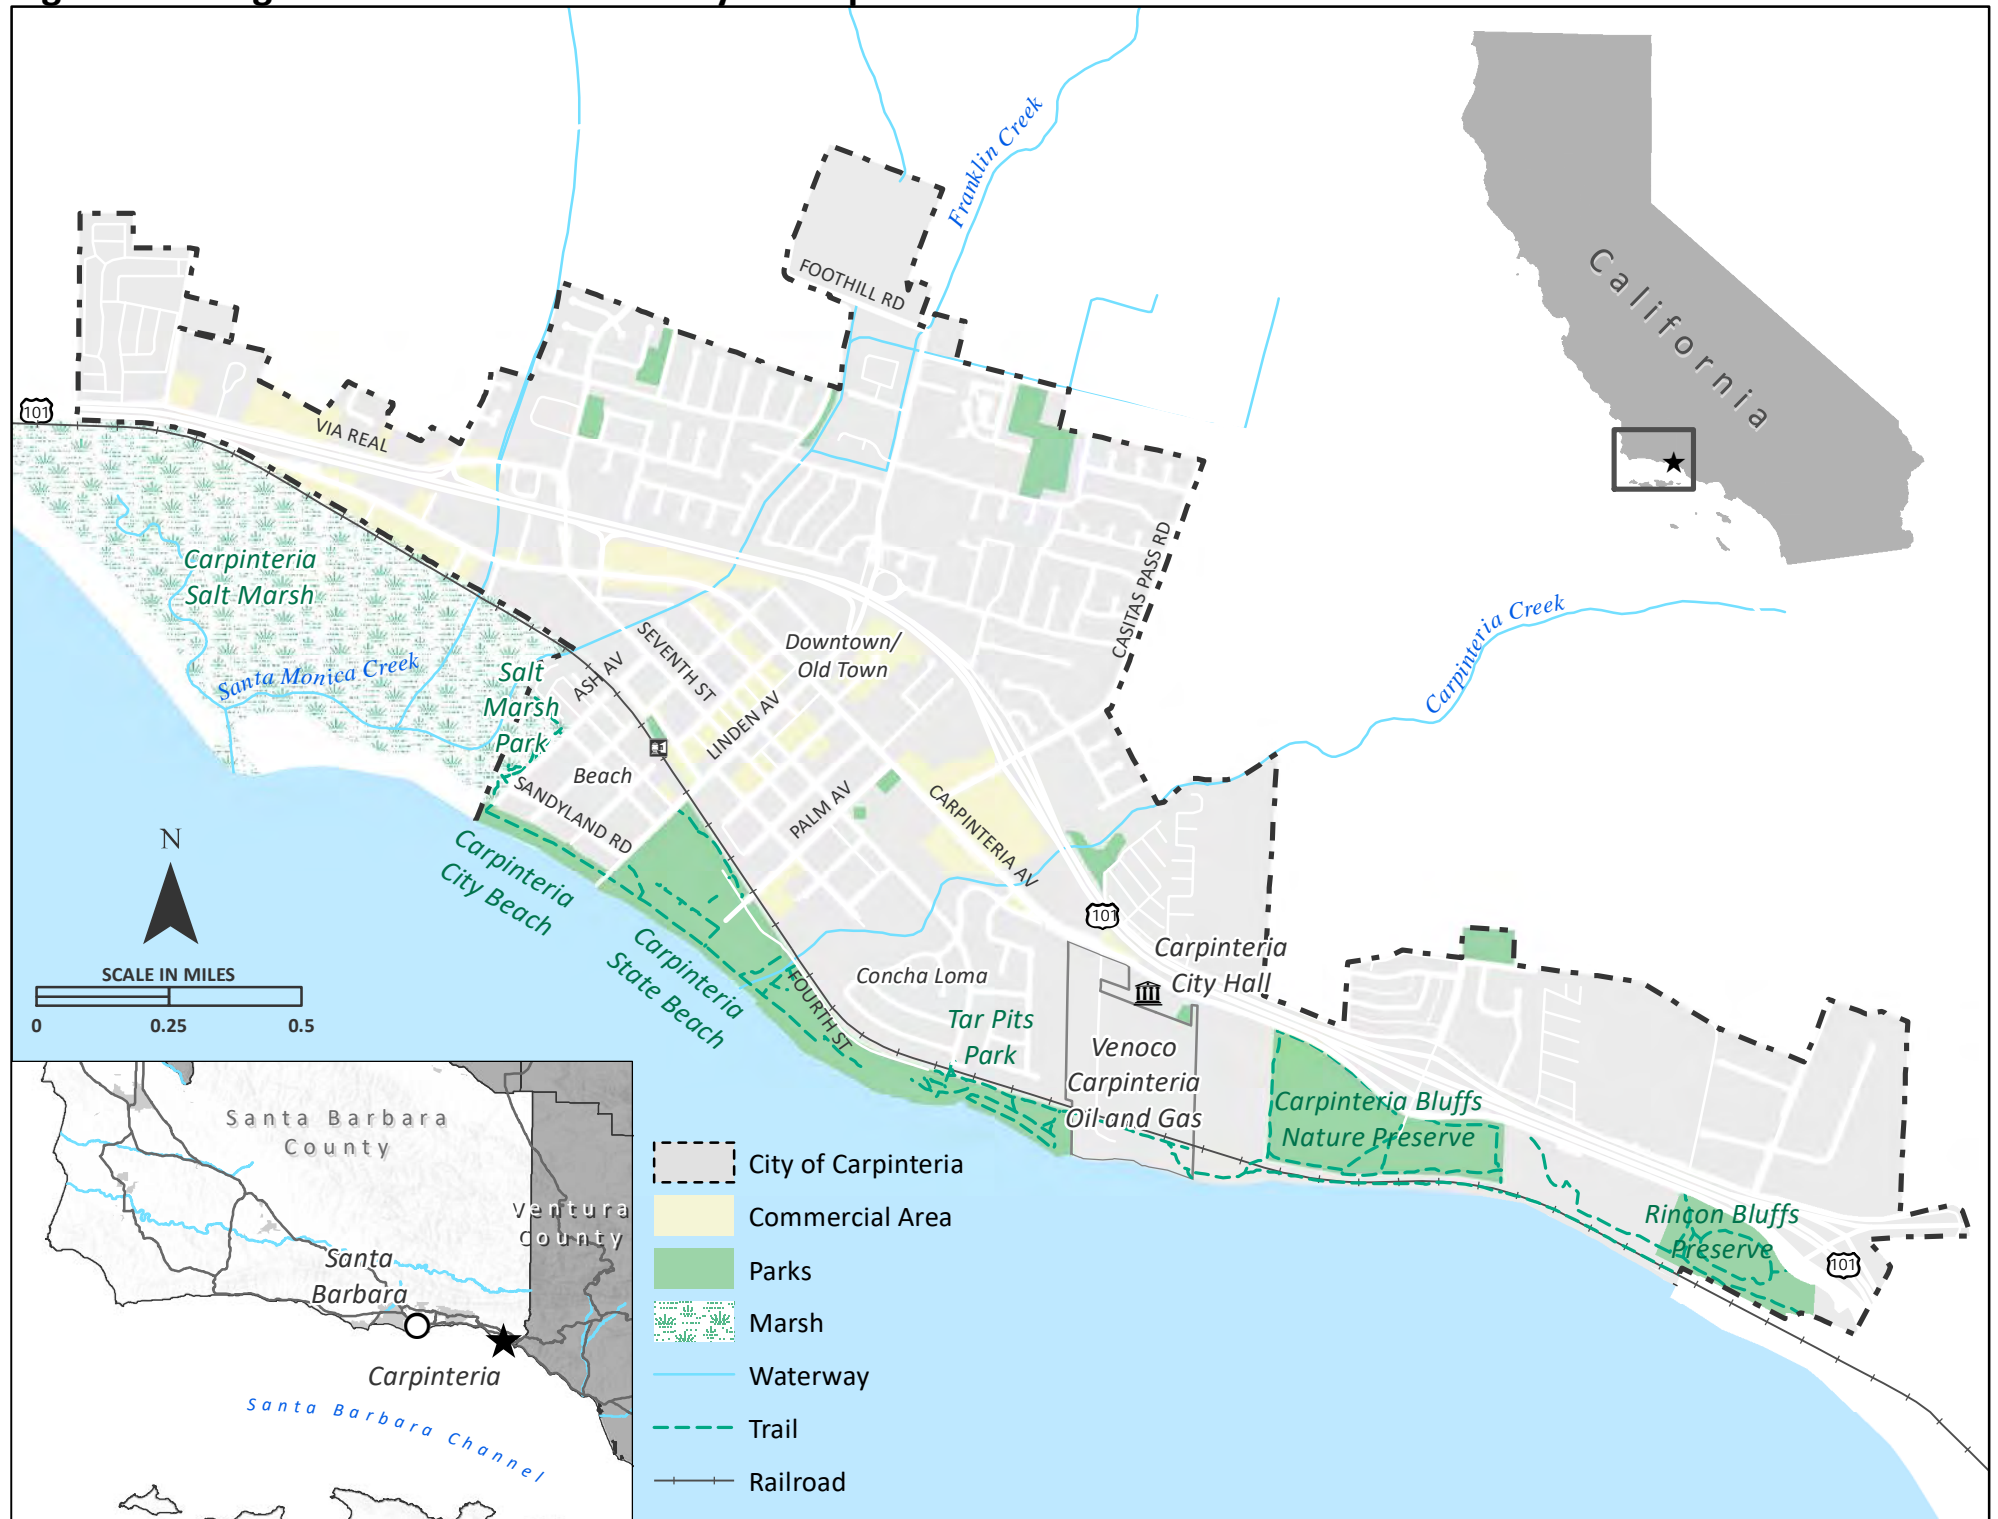 Franklin Creek
California
FOOTHILL RD
101
VIA REAL
CASITAS PASS RD
Carpinteria
Salt Marsh
Carpinteria Creek
Santa Monica Creek
Salt
Marsh
Park
ASH AV
SEVENTH ST
Downtown/
Old Town
LINDEN AV
Beach
SANDYLAND RD
PALM AV
CARPINTERIA AV
N
Carpinteria
City Beach
101
Carpinteria
City Hall
Carpinteria
State Beach
FOURTH ST
Concha Loma
SCALE IN MILES
0 0.25 0.5
Tar Pits
Park
Venoco
Carpinteria
Oil and Gas
Carpinteria Bluffs
Nature Preserve
Rincon Bluffs
Preserve
101
Santa Barbara
County
Ventura
County
Santa
Barbara
Carpinteria
Santa Barbara Channel
City of Carpinteria
Commercial Area
Parks
Marsh
Waterway
Trail
Railroad